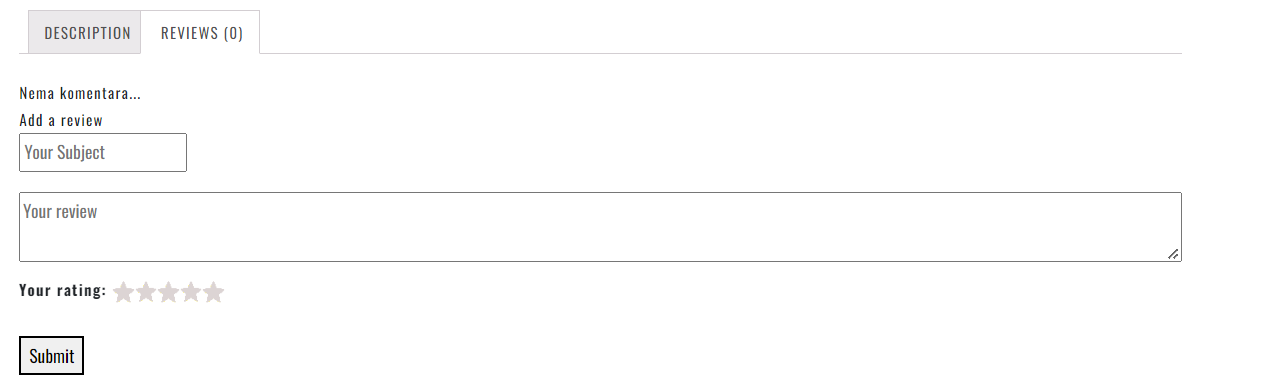 DESCRIPTION REVIEWS (0)
Nema komentara...
Add a review
Your Subject
Your review
Your rating:
Submit